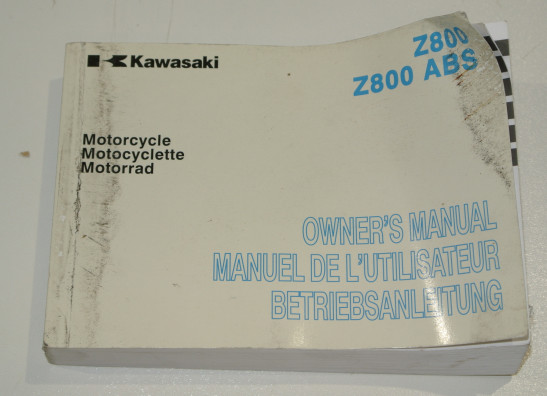 Kawasaki
Z800
Z800 ABS
Motorcycle
Motocyclette
Motorrad
OWNER'S MANUAL
MANUEL DE L'UTILISATEUR
BETRIEBSANLEITUNG